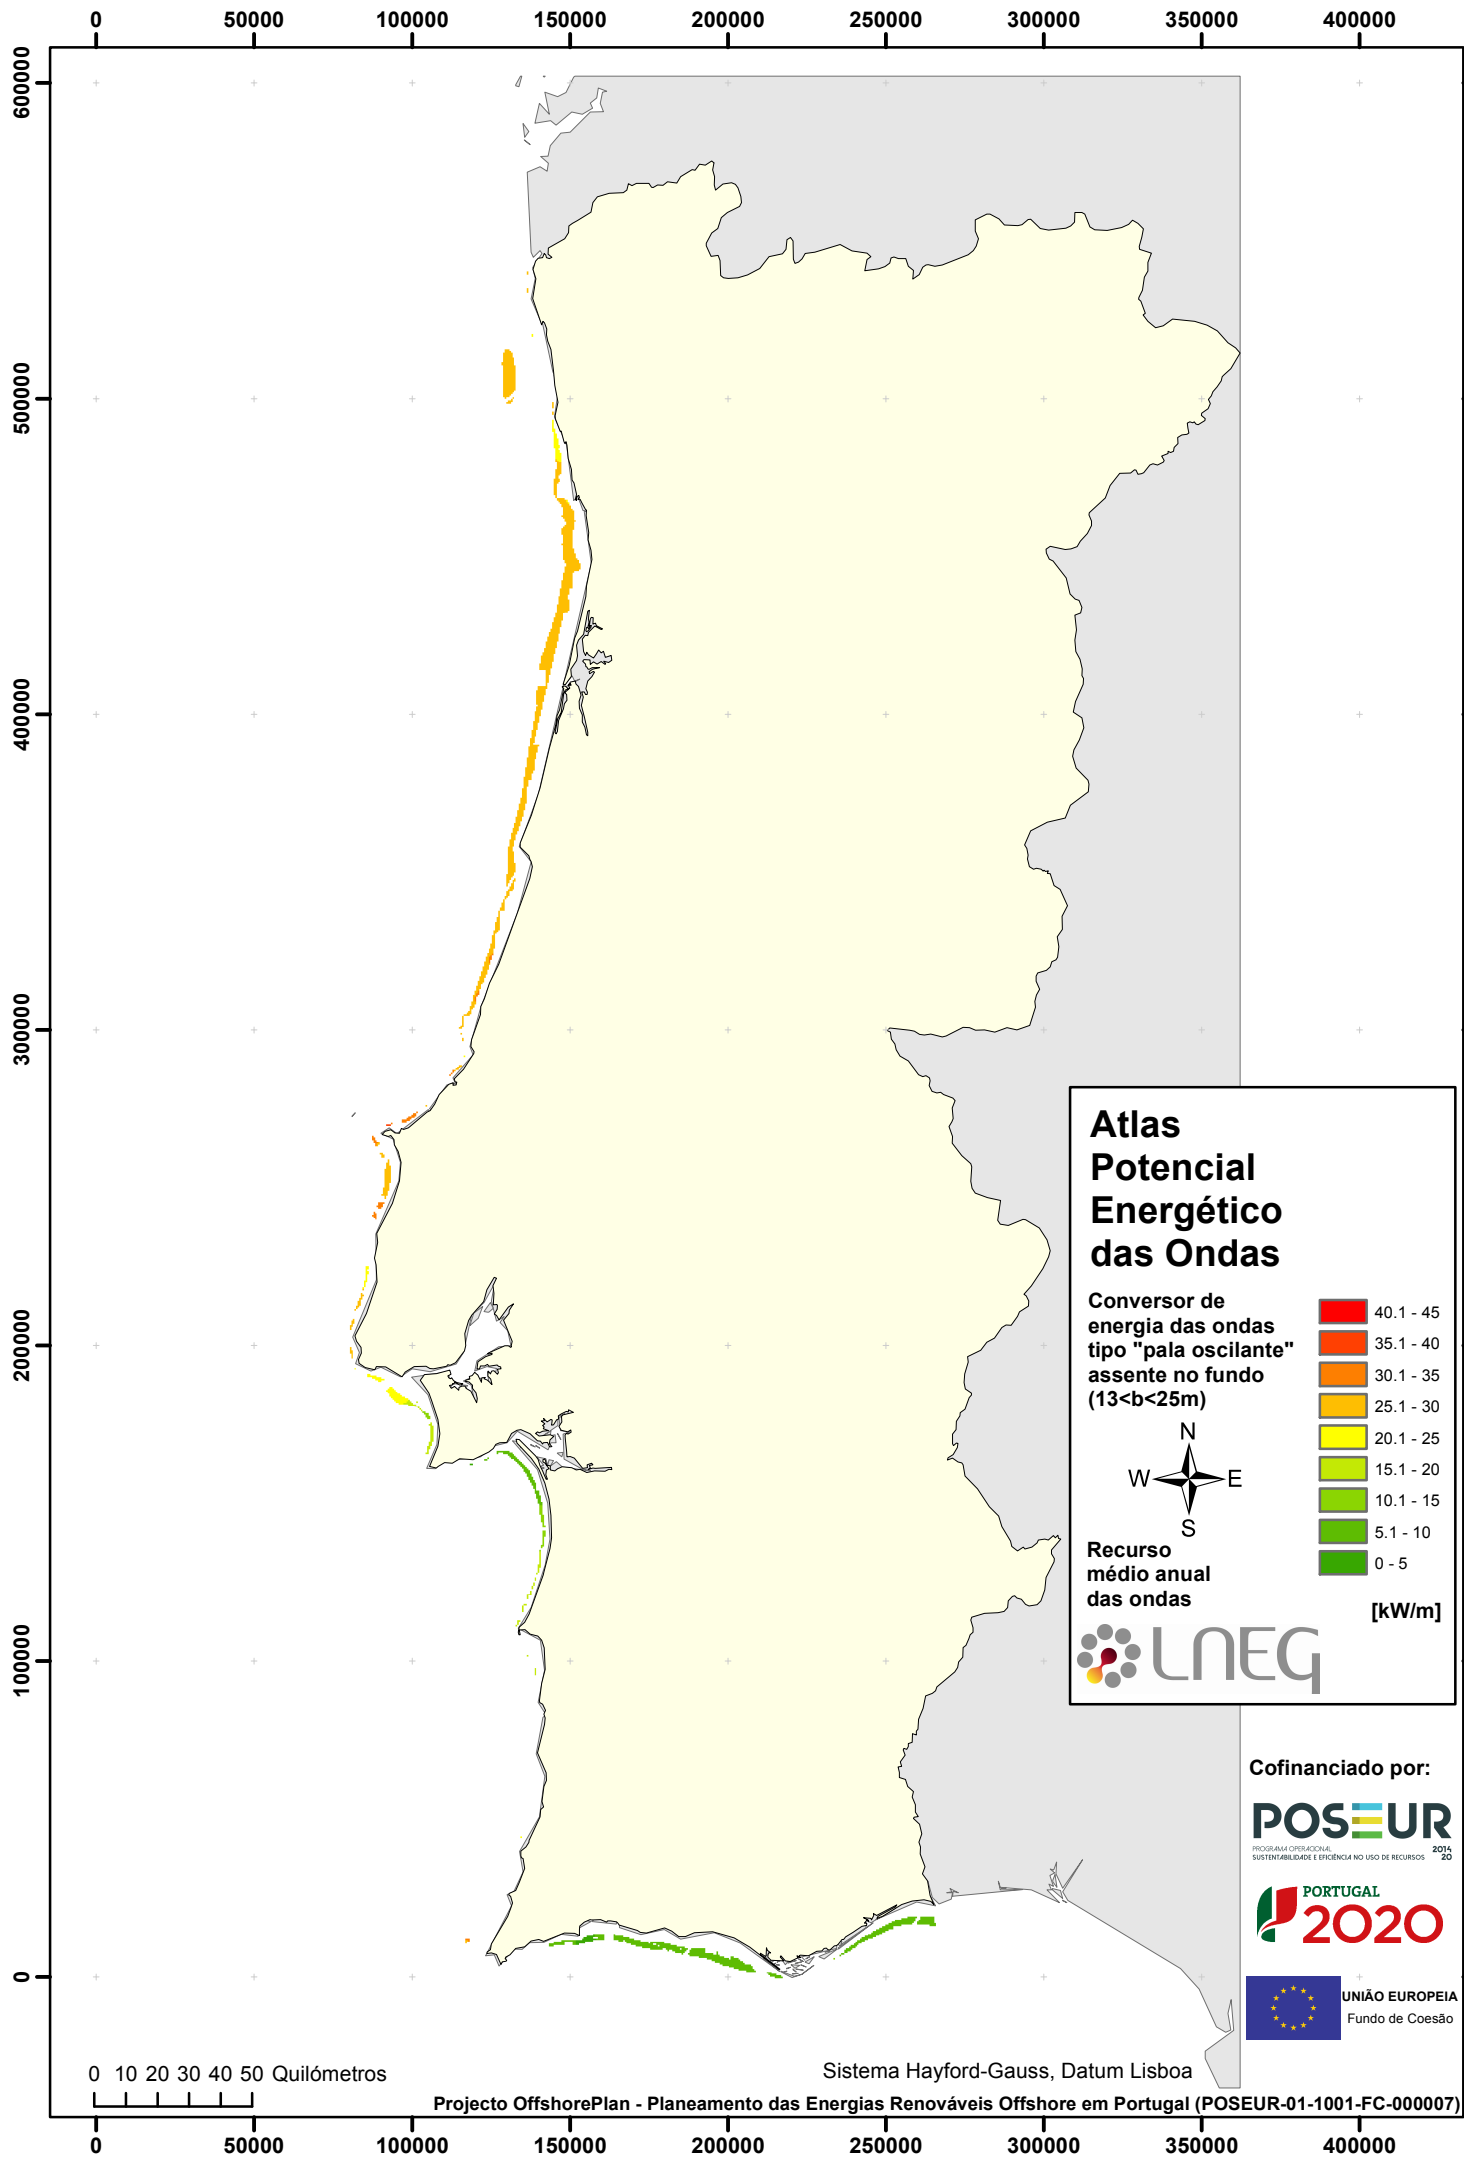 0 50000 100000 150000 200000 250000 300000 350000 400000
600000
500000
400000
300000
200000
100000
0
Atlas
Potencial
Energético
das Ondas
Conversor de
energia das ondas
tipo "pala oscilante"
assente no fundo
(13<b<25m)
N
W E
S
Recurso
médio anual
das ondas
40.1 - 45
35.1 - 40
30.1 - 35
25.1 - 30
20.1 - 25
15.1 - 20
10.1 - 15
5.1 - 10
0 - 5
[kW/m]
LNEG
Cofinanciado por:
POSEUR
PROGRAMA OPERACIONAL
SUSTENTABILIDADE E EFICIÊNCIA NO USO DE RECURSOS
2014
20
PORTUGAL
2020
UNIÃO EUROPEIA
Fundo de Coesão
0 10 20 30 40 50 Quilómetros
Sistema Hayford-Gauss, Datum Lisboa
Projecto OffshorePlan - Planeamento das Energias Renováveis Offshore em Portugal (POSEUR-01-1001-FC-000007)
0 50000 100000 150000 200000 250000 300000 350000 400000